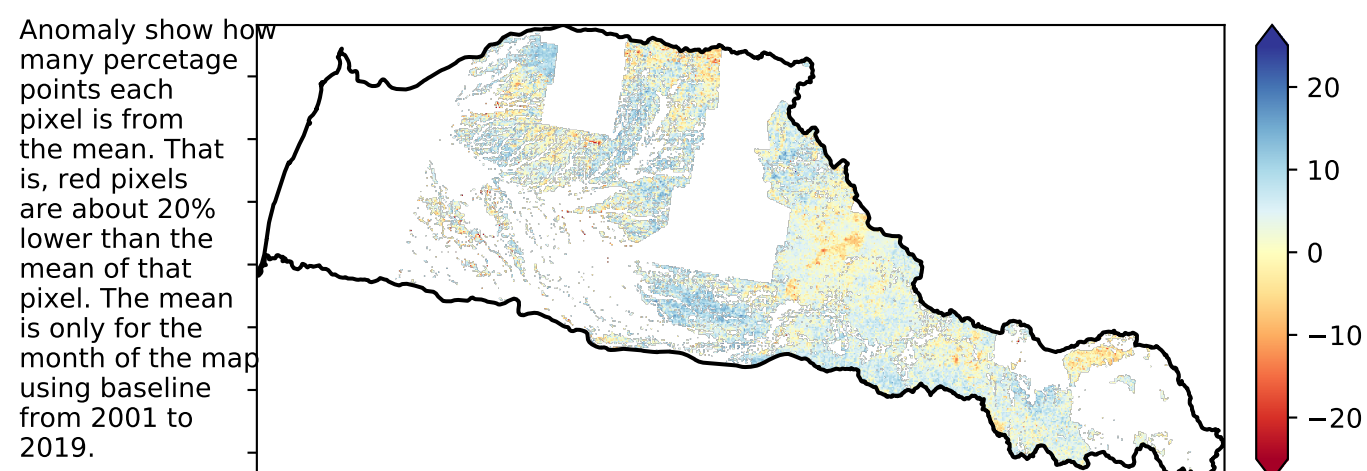 Anomaly show how
many percetage
points each
pixel is from
the mean. That
is, red pixels
are about 20%
lower than the
mean of that
pixel. The mean
is only for the
month of the map
using baseline
from 2001 to
2019.
20
10
0
−10
−20